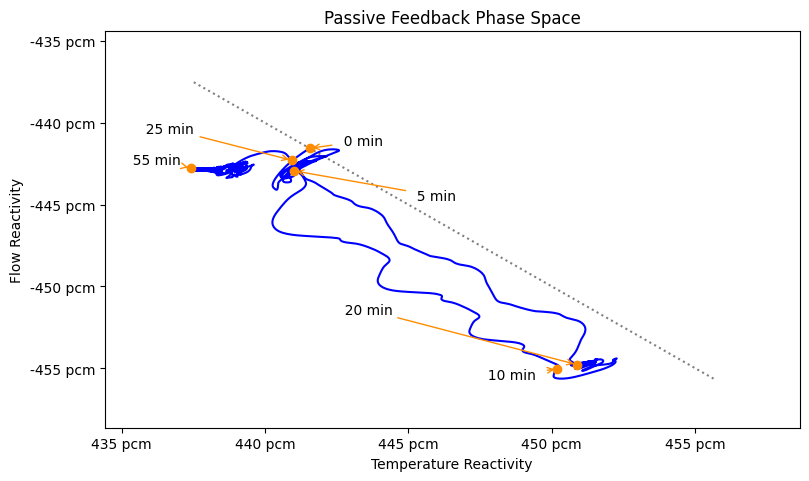 Passive Feedback Phase Space
-435 pcm
-440 pcm
-445 pcm
-450 pcm
-455 pcm
Flow Reactivity
25 min
0 min
55 min
5 min
20 min
10 min
435 pcm
440 pcm
445 pcm
450 pcm
455 pcm
Temperature Reactivity